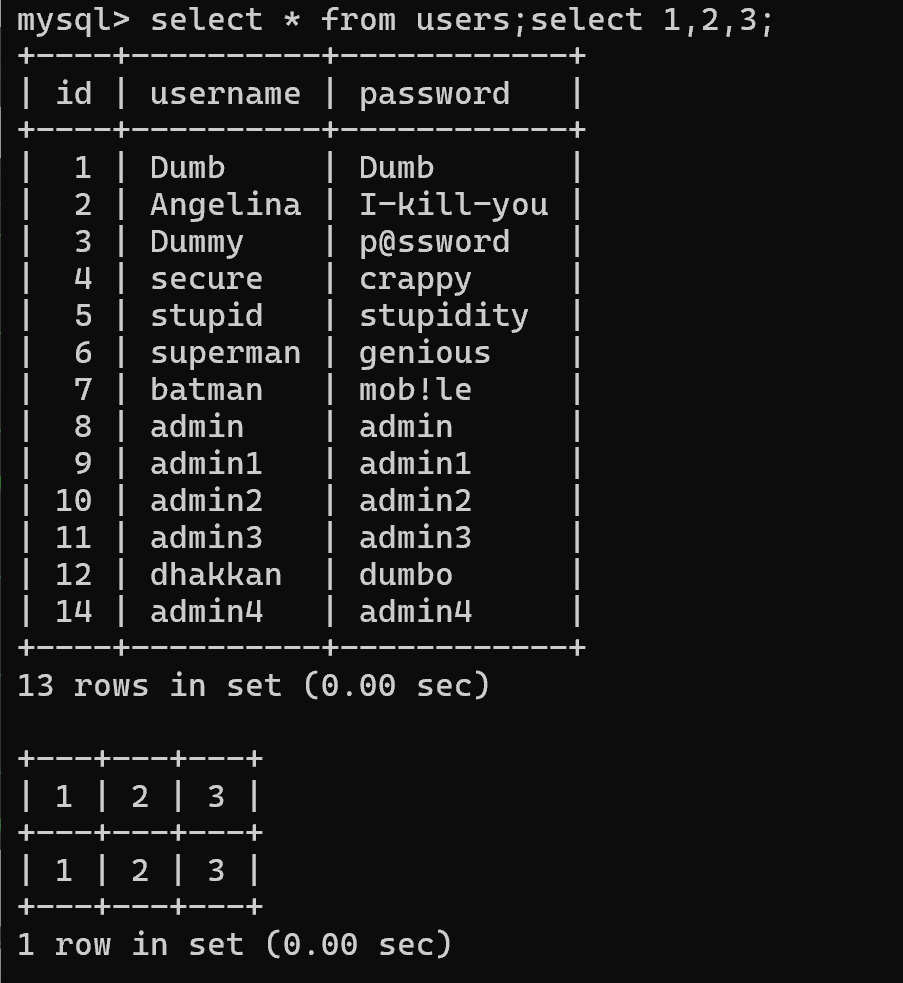 mysql> select * from users;select 1,2,3;
+----+----------+------------+
| id | username | password   |
+----+----------+------------+
|  1 | Dumb     | Dumb       |
|  2 | Angelina | I-kill-you |
|  3 | Dummy    | p@ssword   |
|  4 | secure   | crappy     |
|  5 | stupid   | stupidity  |
|  6 | superman | genious    |
|  7 | batman   | mob!le     |
|  8 | admin    | admin      |
|  9 | admin1   | admin1     |
| 10 | admin2   | admin2     |
| 11 | admin3   | admin3     |
| 12 | dhakkan  | dumbo      |
| 14 | admin4   | admin4     |
+----+----------+------------+
13 rows in set (0.00 sec)

+---+---+---+
| 1 | 2 | 3 |
+---+---+---+
| 1 | 2 | 3 |
+---+---+---+
1 row in set (0.00 sec)